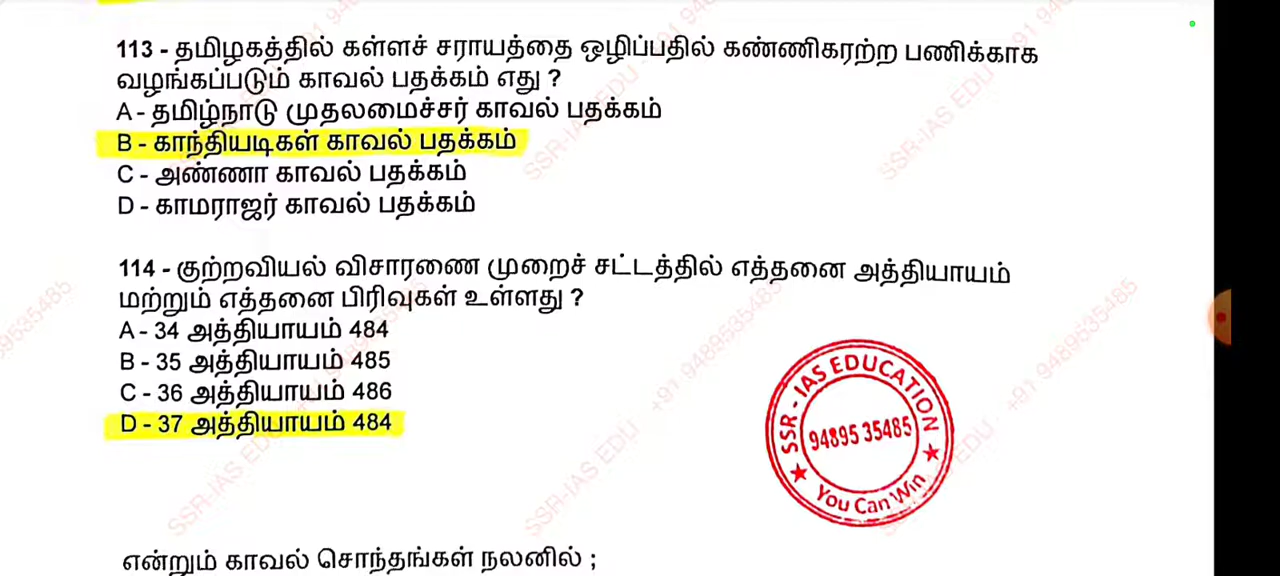 113 - தமிழகத்தில் கள்ளச் சராயத்தை ஒழிப்பதில் கண்ணிகரற்ற பணிக்காக
வழங்கப்படும் காவல் பதக்கம் எது ?
A - தமிழ்நாடு முதலமைச்சர் காவல் பதக்கம்
B - காந்தியடிகள் காவல் பதக்கம்
C - அண்ணா காவல் பதக்கம்
D - காமராஜர் காவல் பதக்கம்
114 - குற்றவியல் விசாரணை முறைச் சட்டத்தில் எத்தனை அத்தியாயம்
மற்றும் எத்தனை பிரிவுகள் உள்ளது ?
A - 34 அத்தியாயம் 484
B - 35 அத்தியாயம் 485
C - 36 அத்தியாயம் 486
D - 37 அத்தியாயம் 484
SSR - IAS EDUCATION
94895 35485
You Can Win
என்றும் காவல் சொந்தங்கள் நலனில் ;